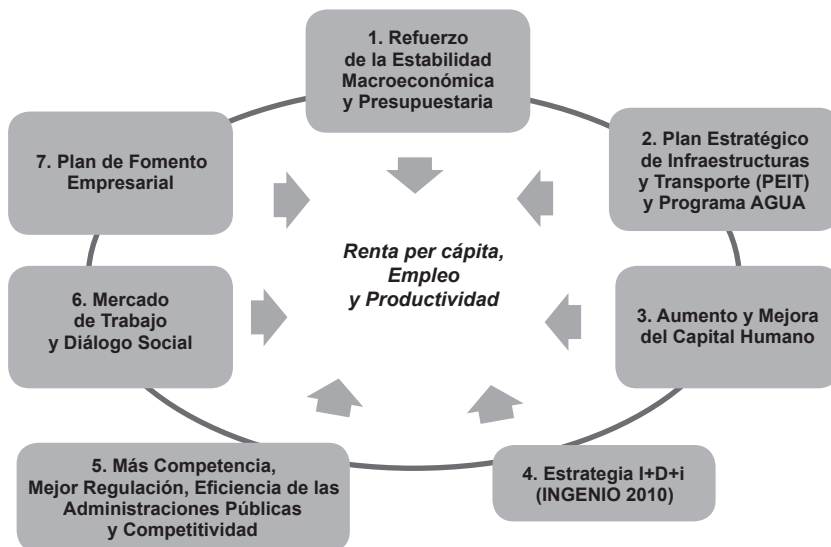 1. Refuerzo
de la Estabilidad
Macroeconómica
y Presupuestaria
2. Plan Estratégico
de Infraestructuras
y Transporte (PEIT)
y Programa AGUA
3. Aumento y Mejora
del Capital Humano
4. Estrategia I+D+i
(INGENIO 2010)
5. Más Competencia,
Mejor Regulación, Eficiencia de las
Administraciones Públicas
y Competitividad
6. Mercado
de Trabajo
y Diálogo Social
7. Plan de Fomento
Empresarial
Renta per cápita,
Empleo
y Productividad